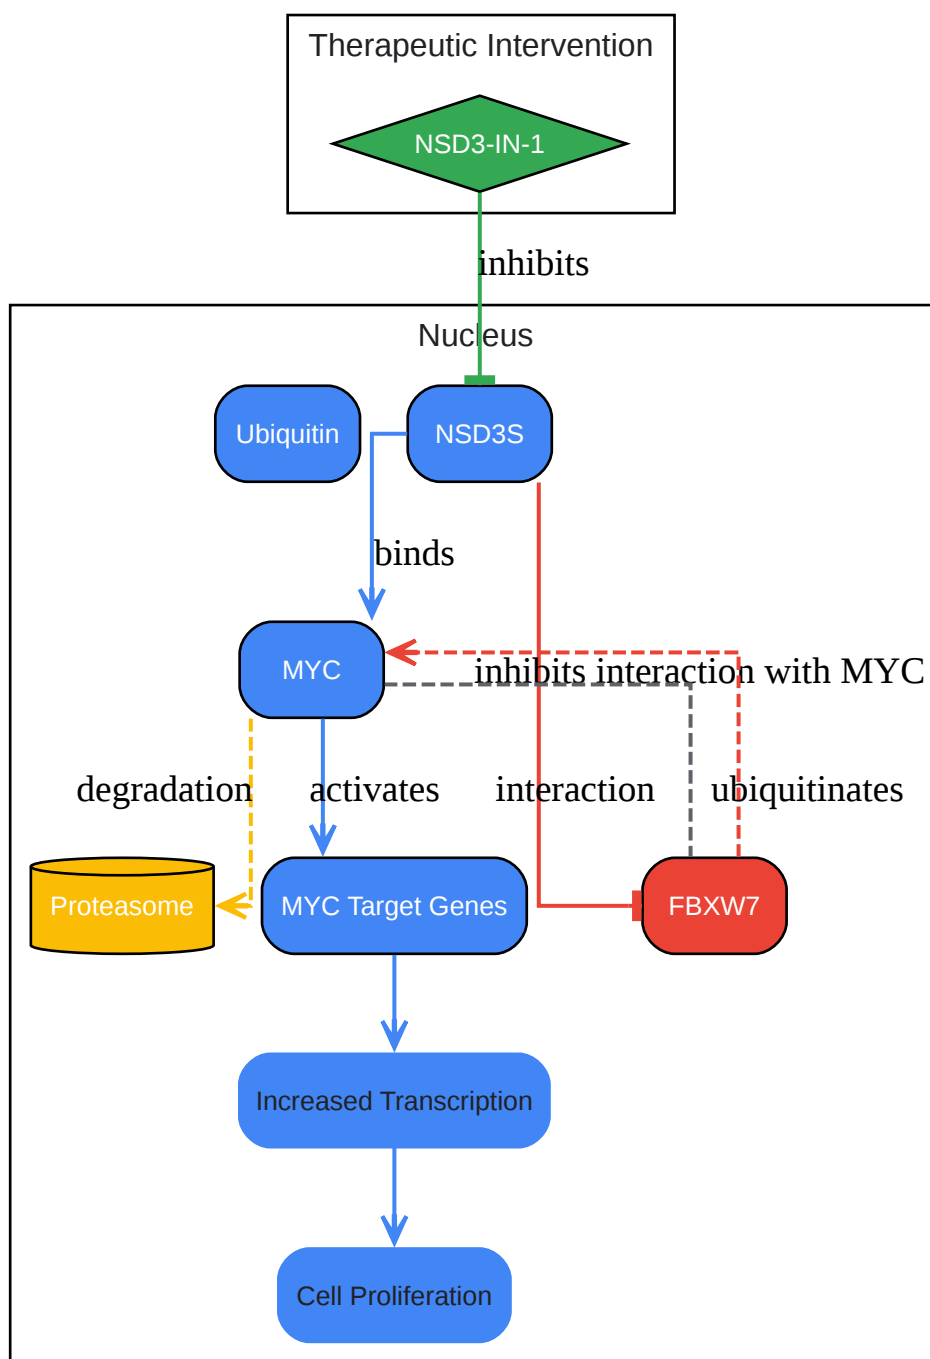 Therapeutic Intervention
NSD3-IN-1
inhibits
Nucleus
Ubiquitin
NSD3S
binds
MYC
inhibits interaction with MYC
degradation
activates
interaction
ubiquitinates
Proteasome
MYC Target Genes
FBXW7
Increased Transcription
Cell Proliferation